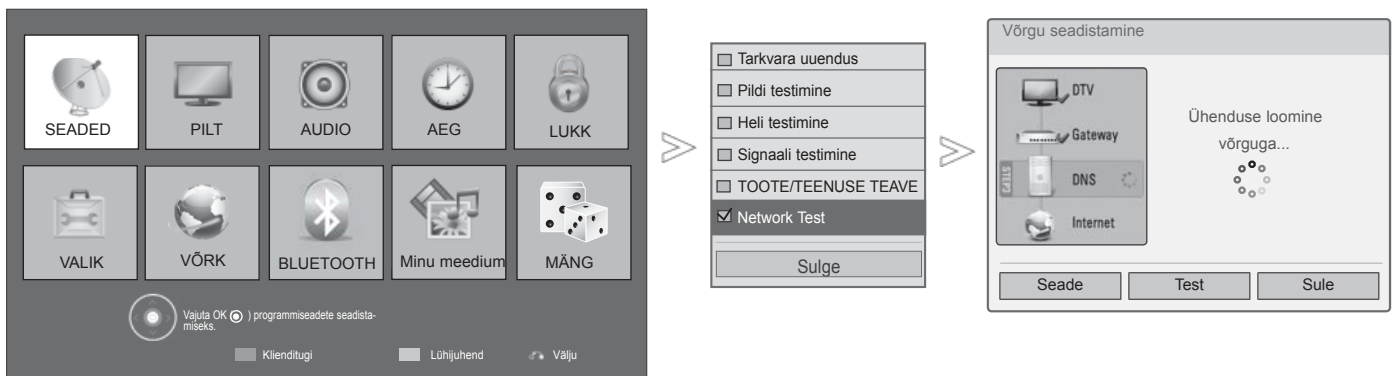 SEADED
PILT
AUDIO
AEG
LUKK
VALIK
VÕRK
BLUETOOTH
Minu meedium
MÄNG
Vajuta OK ) programmiseadete seadista-
miseks.
Klienditugi
Lühijuhend
Välju
Tarkvara uuendus
Pildi testimine
Heli testimine
Signaali testimine
TOOTE/TEENUSE TEAVE
Network Test
Sulge
Võrgu seadistamine
DTV
Gateway
STEP3
DNS
Internet
Ühenduse loomine
võrguga...
Seade
Test
Sule